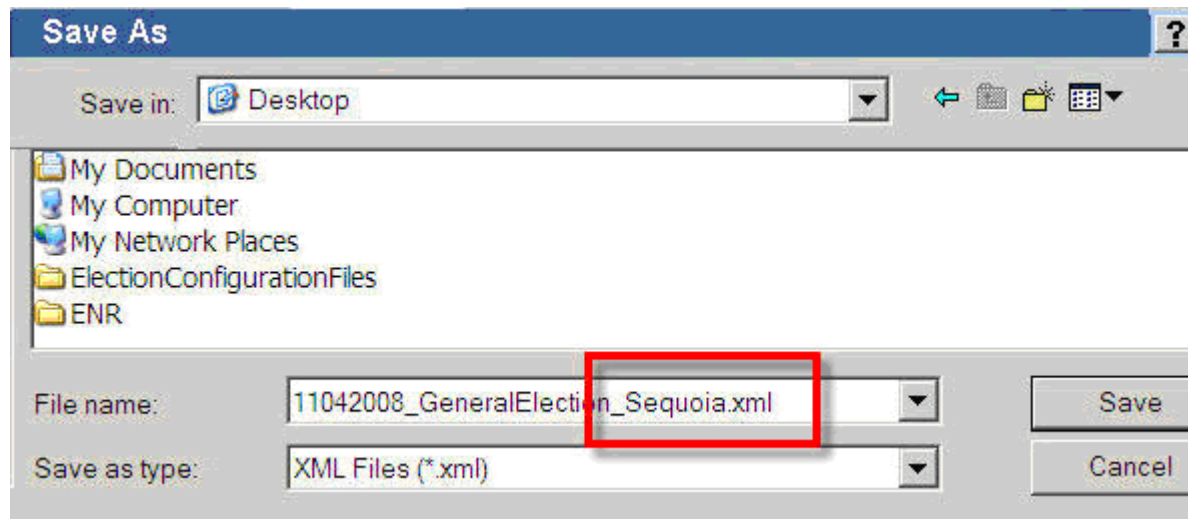 Save As
?
Save in: Desktop
My Documents
My Computer
My Network Places
ElectionConfigurationFiles
ENR
File name: 11042008_GeneralElection_Sequoia.xml Save
Save as type: XML Files (*.xml) Cancel